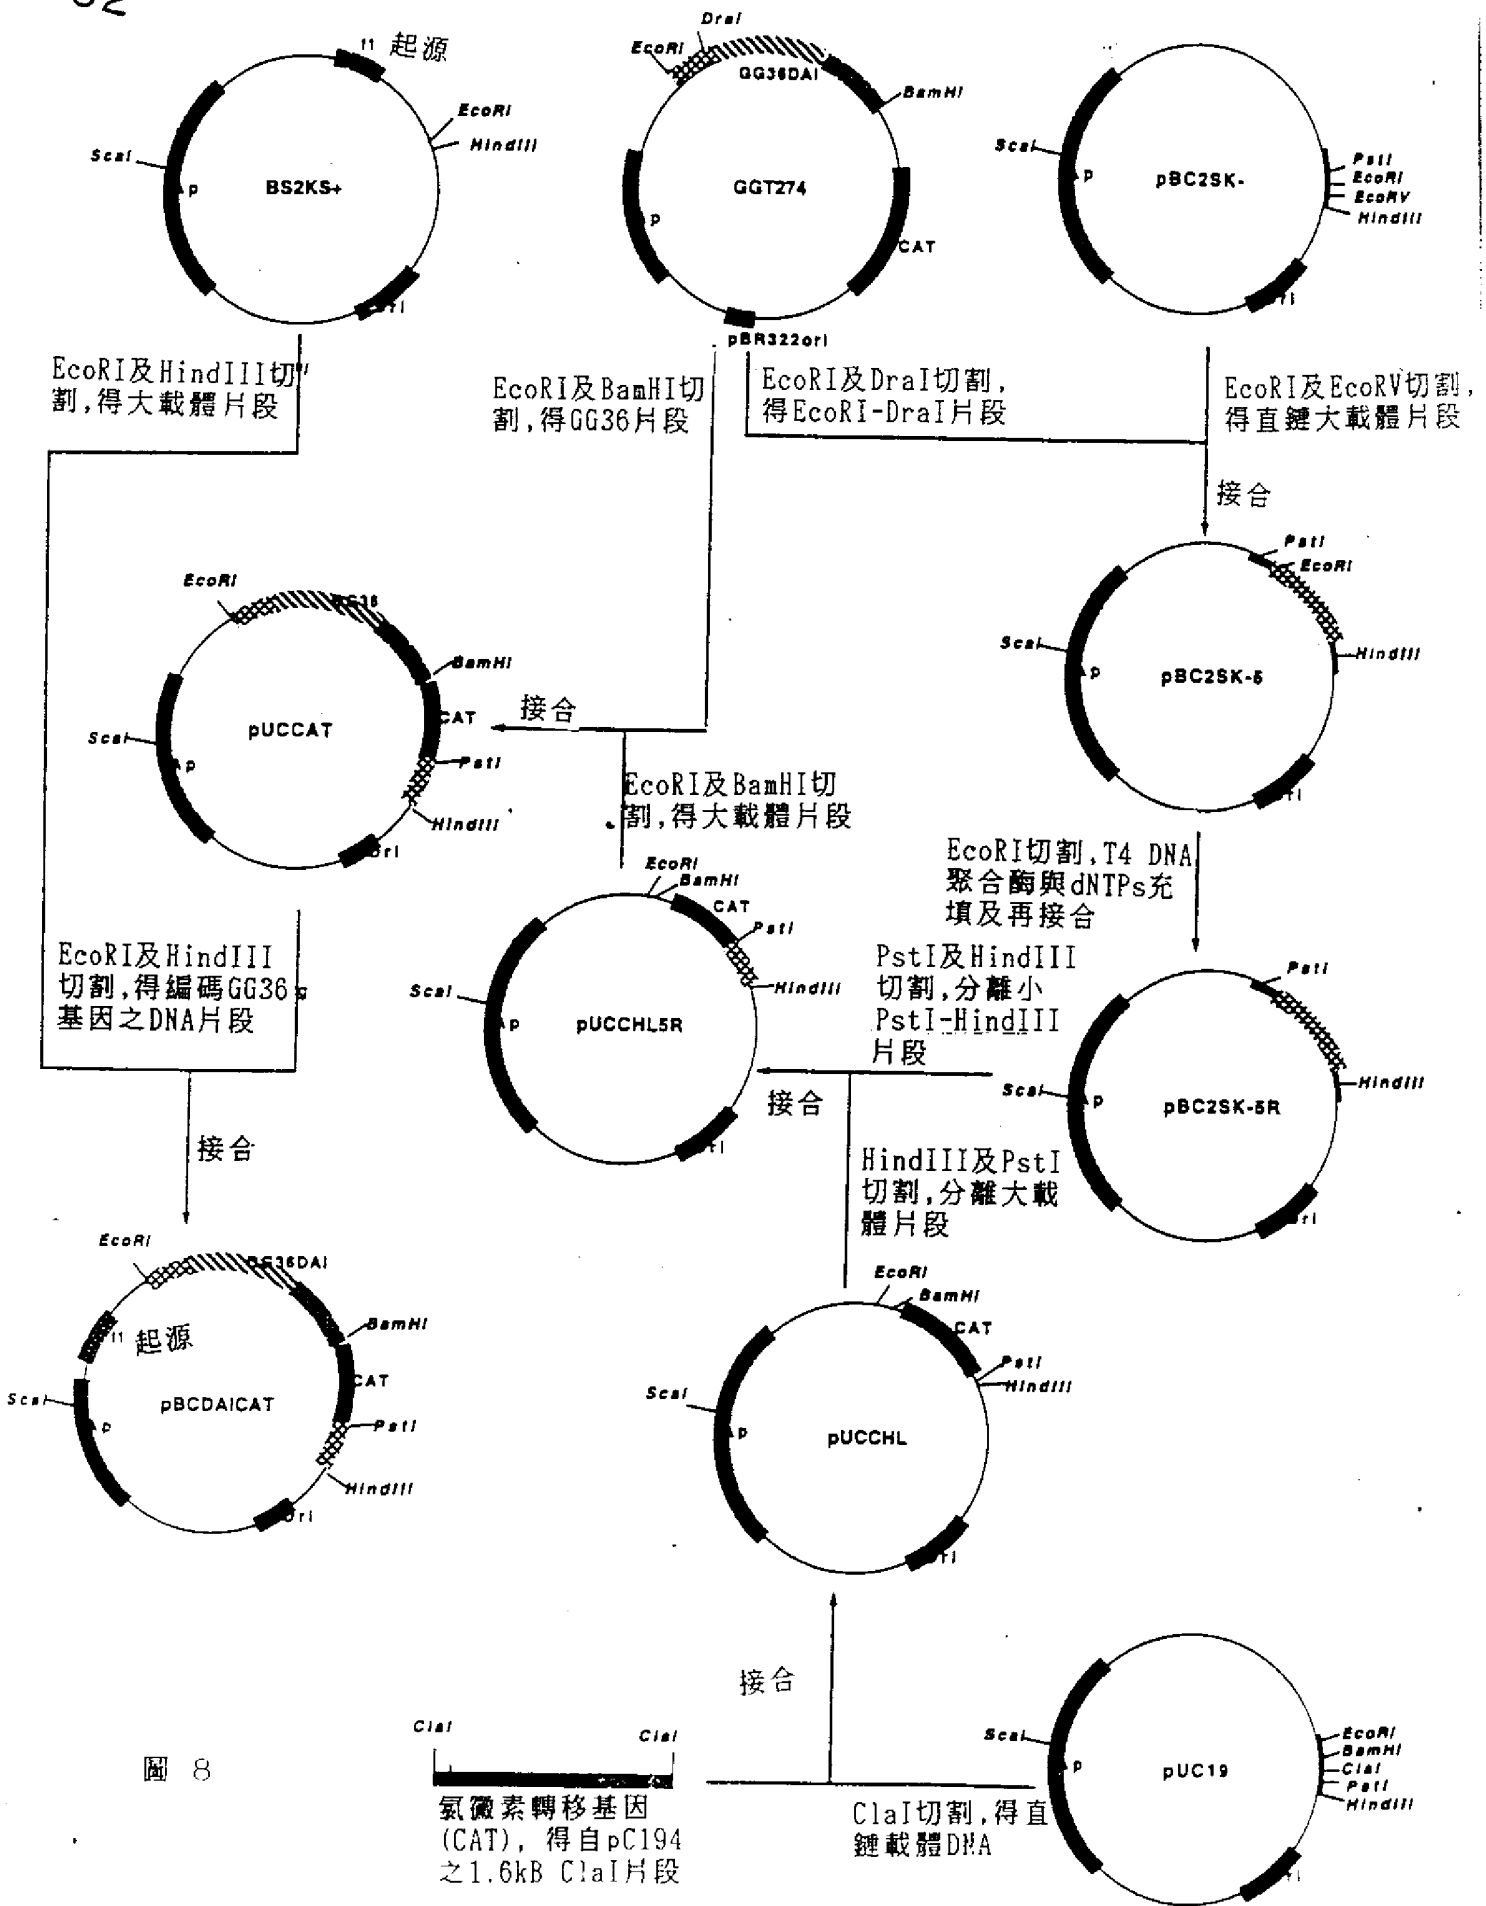 f1 起源
EcoRI
HindIII
ScaI
Ap
BS2KS+
Ori
DraI
EcoRI
GG36DAI
BamHI
GGT274
Ap
CAT
pBR322ori
ScaI
Ap
pBC2SK-
PstI
EcoRI
EcoRV
HindIII
Ori
EcoRI及HindIII切
割,得大載體片段
EcoRI及BamHI切
割,得GG36片段
EcoRI及DraI切割,
得EcoRI-DraI片段
EcoRI及EcoRV切割,
得直鏈大載體片段
接合
PstI
EcoRI
ScaI
HindIII
Ap
pBC2SK-5
Ori
EcoRI
GG36
BamHI
CAT
pUCCAT
ScaI
Ap
PstI
HindIII
Ori
接合
EcoRI及BamHI切
割,得大載體片段
EcoRI切割,T4 DNA
聚合酶與dNTPs充
填及再接合
EcoRI
BamHI
CAT
PstI
HindIII
ScaI
Ap
pUCCHL5R
Ori
EcoRI及HindIII
切割,得編碼GG36
基因之DNA片段
PstI及HindIII
切割,分離小
PstI-HindIII
片段
接合
PstI
HindIII
ScaI
Ap
pBC2SK-5R
Ori
接合
HindIII及PstI
切割,分離大載
體片段
EcoRI
GG36DAI
BamHI
f1 起源
CAT
ScaI
Ap
pBCDAICAT
PstI
HindIII
Ori
EcoRI
BamHI
CAT
PstI
HindIII
ScaI
Ap
pUCCHL
Ori
接合
ClaI
ClaI
氯黴素轉移基因
(CAT), 得自pC194
之1.6kB ClaI片段
ClaI切割,得直
鏈載體DNA
ScaI
Ap
pUC19
EcoRI
BamHI
ClaI
PstI
HindIII
Ori
圖 8